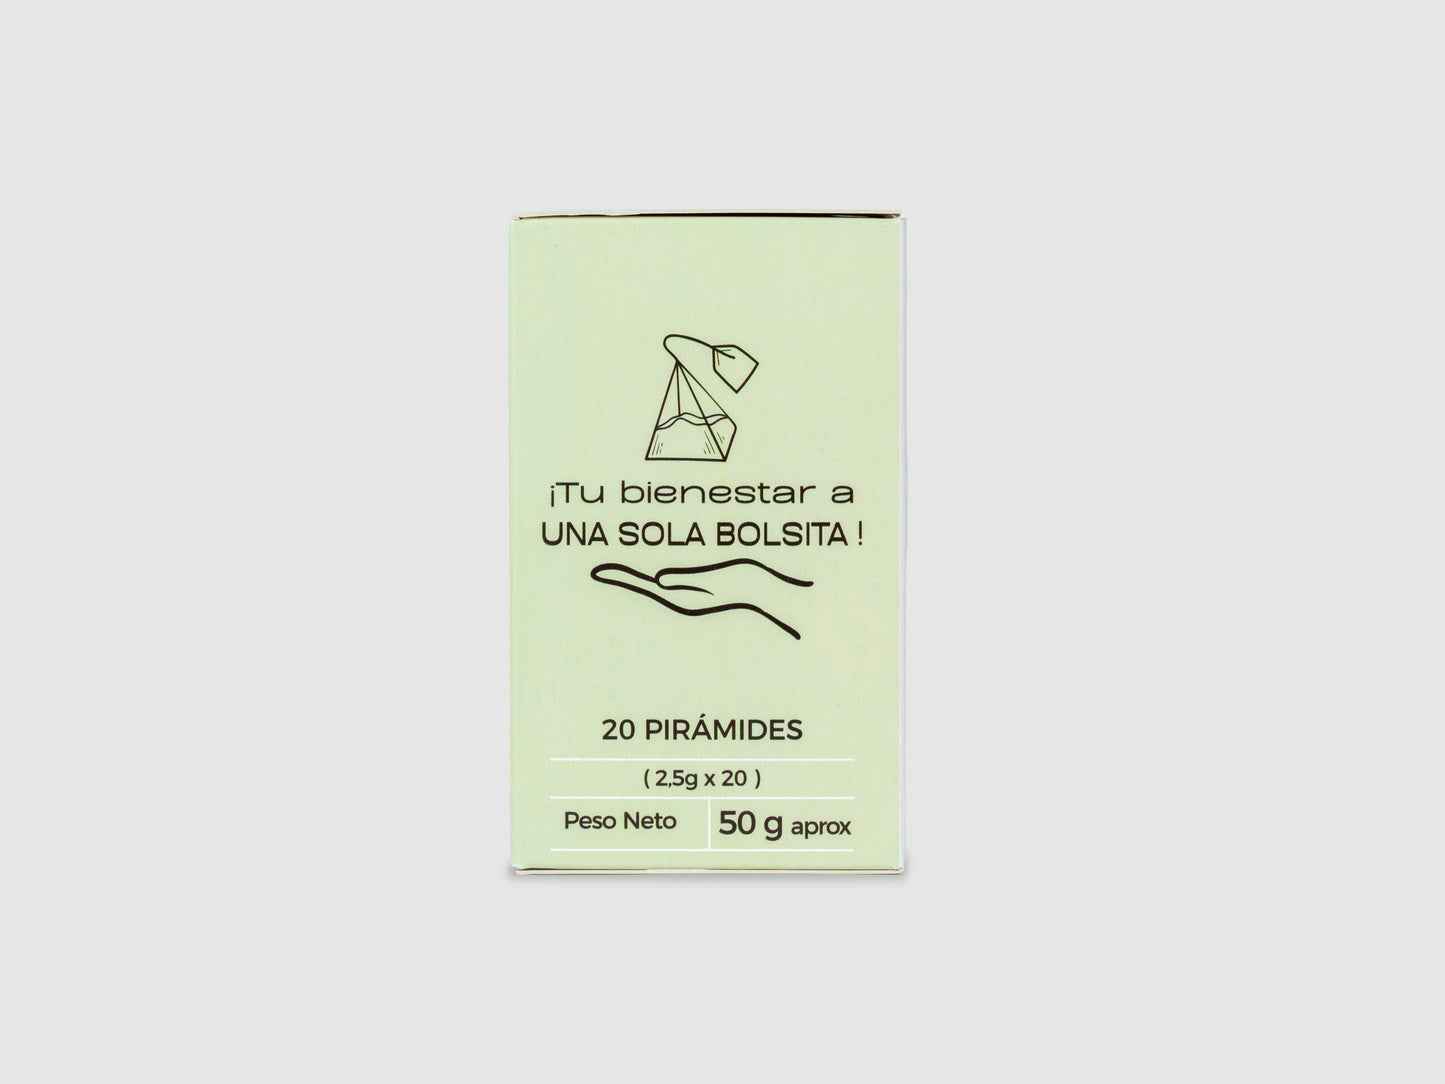 ¡Tu bienestar a
UNA SOLA BOLSITA !
20 PIRÁMIDES
( 2,5g x 20 )
Peso Neto
50 g aprox